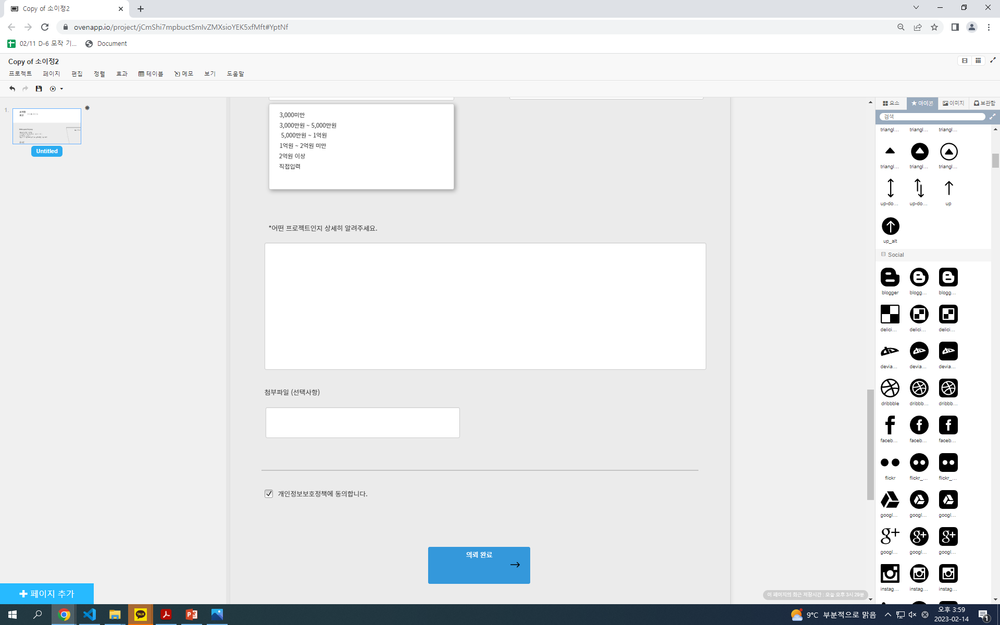 Copy of 소이정2
ovenapp.io/project/jCmShi7mpbuctSmIvZMXsioYEK5xfMft#YptNf
02/11 D-6 모작 기...
Document
Copy of 소이정2
프로젝트 페이지 편집 정렬 효과 테이블 메모 보기 도움말
1.
Untitled
3,000미만
3,000만원 ~ 5,000만원
5,000만원 ~ 1억원
1억원 ~ 2억원 미만
2억원 이상
직접입력
*어떤 프로젝트인지 상세히 알려주세요.
첨부파일 (선택사항)
개인정보보호정책에 동의합니다.
의뢰 완료
이 페이지의 최근 저장시간 : 오늘 오후 3시 29분
페이지 추가
요소 아이콘 이미지 보관함
검색
triangl... triangl... triangl...
triangl... triangl... triangl...
up-do... up-do... up
up_alt
Social
blogger blogg... blogg...
delici... delici... delici...
devia... devia... devia...
dribbble dribbb... dribbb...
faceb... faceb... faceb...
flickr flickr_... flickr_...
googl... googl... googl...
googl... googl... googl...
instag... instag... instag...
TALK
9°C 부분적으로 맑음
오후 3:59
2023-02-14
1